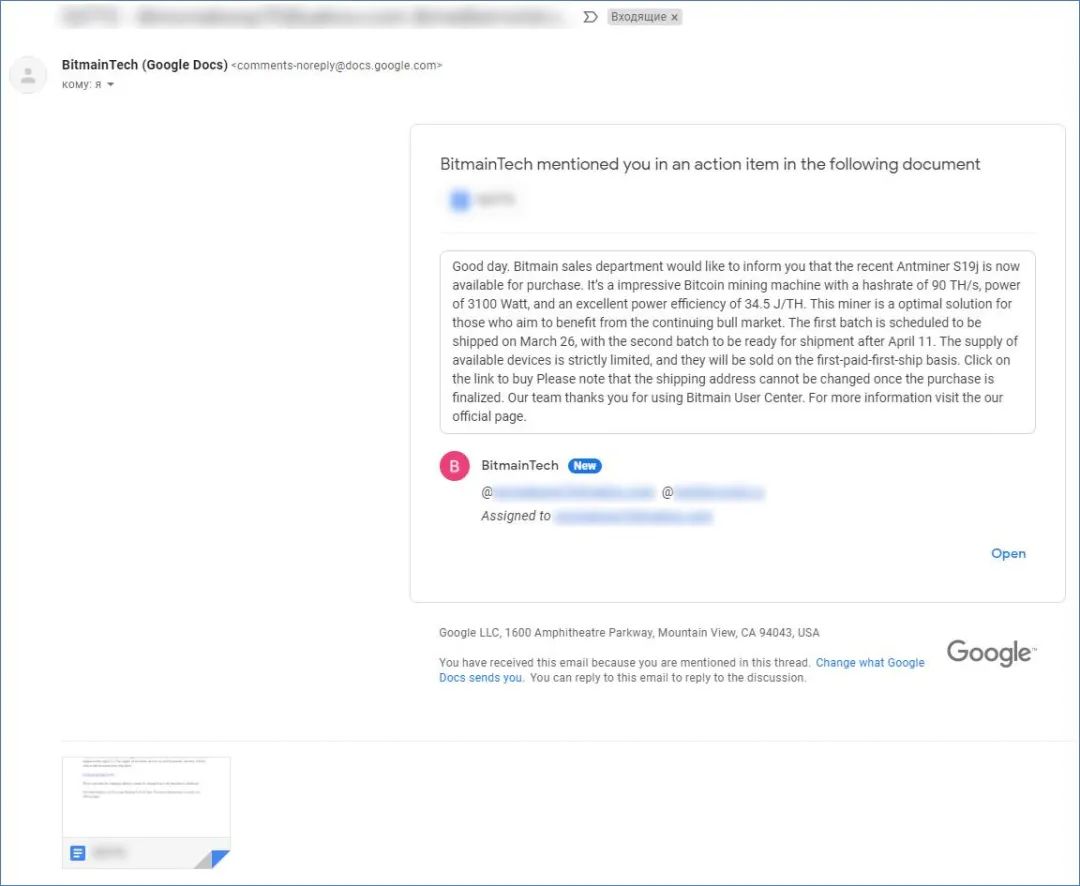 Входящие ×
BitmainTech (Google Docs) <comments-noreply@docs.google.com>
кому: я
BitmainTech mentioned you in an action item in the following document
Good day. Bitmain sales department would like to inform you that the recent Antminer S19j is now
available for purchase. It's a impressive Bitcoin mining machine with a hashrate of 90 TH/s, power
of 3100 Watt, and an excellent power efficiency of 34.5 J/TH. This miner is a optimal solution for
those who aim to benefit from the continuing bull market. The first batch is scheduled to be
shipped on March 26, with the second batch to be ready for shipment after April 11. The supply of
available devices is strictly limited, and they will be sold on the first-paid-first-ship basis. Click on
the link to buy Please note that the shipping address cannot be changed once the purchase is
finalized. Our team thanks you for using Bitmain User Center. For more information visit the our
official page.
B
BitmainTech New
@ @
Assigned to
Open
Google LLC, 1600 Amphitheatre Parkway, Mountain View, CA 94043, USA
You have received this email because you are mentioned in this thread. Change what Google
Docs sends you. You can reply to this email to reply to the discussion.
Google™